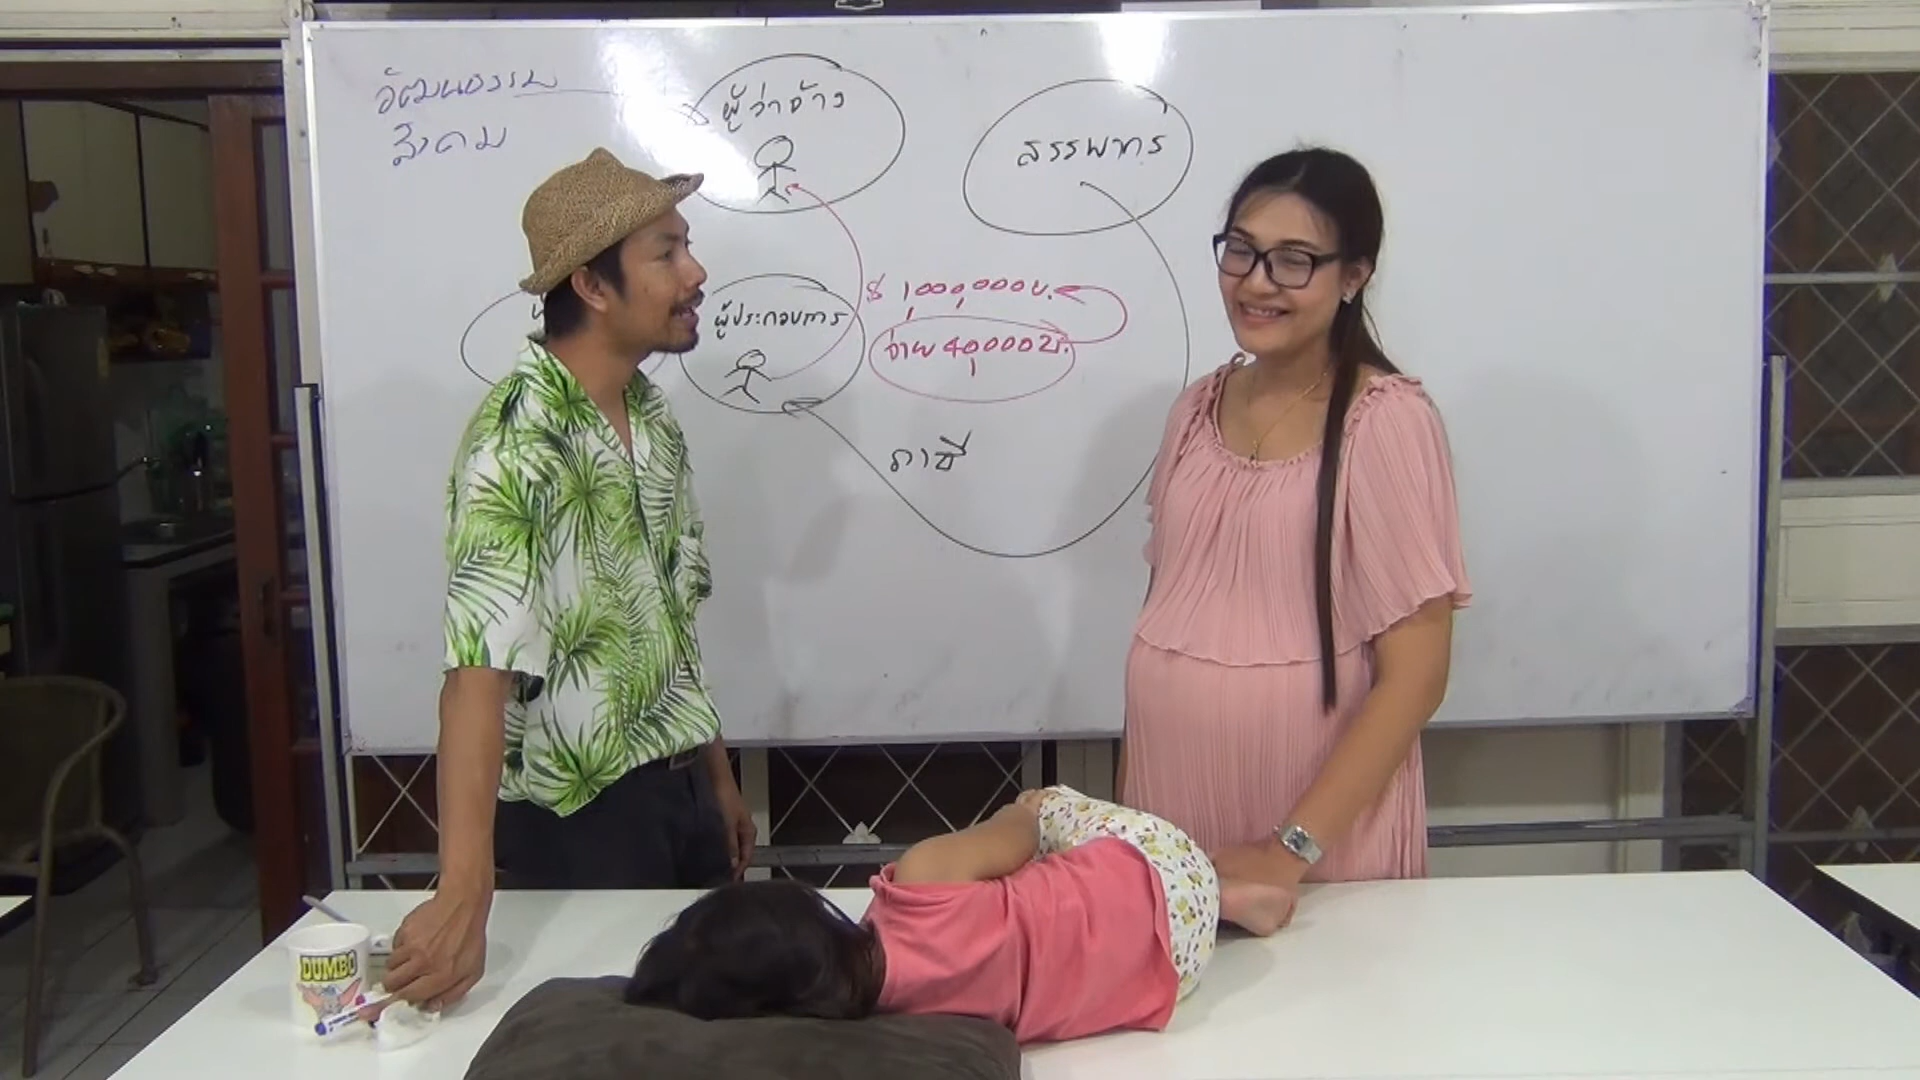 วัฒนธรรม
สังคม
ผู้ว่าจ้าง
สรรพากร
ผู้ประกอบการ
1,000,000บ.
จ่าย 40,000บ.
ภาษี
DUMBO